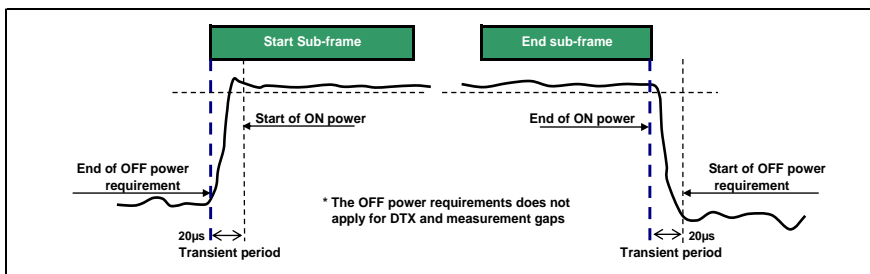 Start Sub-frame
End sub-frame
Start of ON power
End of ON power
End of OFF power
requirement
Start of OFF power
requirement
* The OFF power requirements does not
apply for DTX and measurement gaps
20µs
Transient period
20µs
Transient period